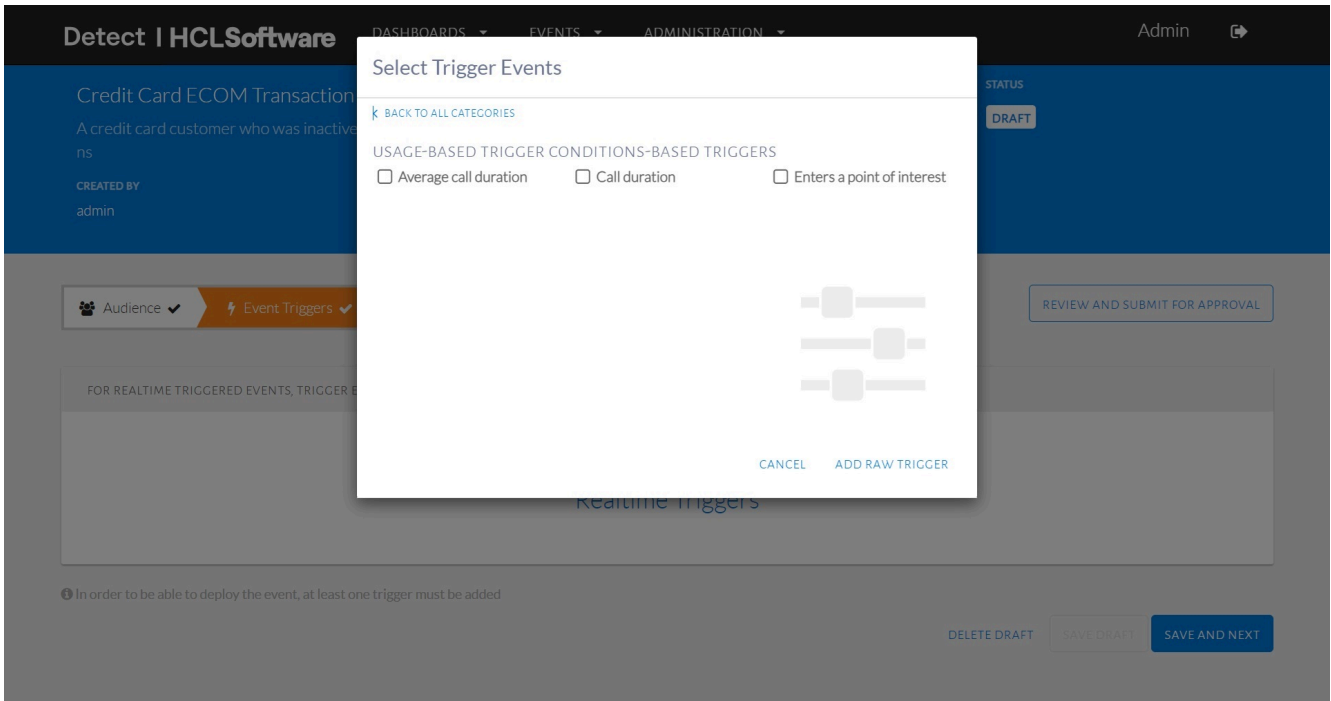 Detect | HCLSoftware DASHBOARDS EVENTS ADMINISTRATION Admin
Select Trigger Events
BACK TO ALL CATEGORIES
USAGE-BASED TRIGGER CONDITIONS-BASED TRIGGERS
Average call duration Call duration Enters a point of interest
CANCEL ADD RAW TRIGGER
Credit Card ECOM Transaction
A credit card customer who was inactive
ns
CREATED BY
admin
STATUS
DRAFT
Audience Event Triggers
REVIEW AND SUBMIT FOR APPROVAL
FOR REALTIME TRIGGERED EVENTS, TRIGGER E
Realtime Triggers
In order to be able to deploy the event, at least one trigger must be added
DELETE DRAFT SAVE DRAFT SAVE AND NEXT